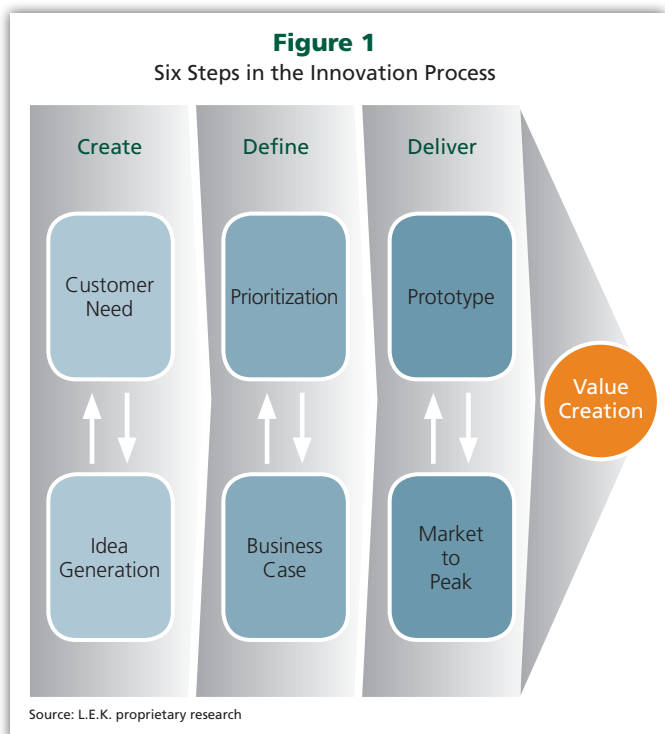 Figure 1
Six Steps in the Innovation Process
Create
Define
Deliver
Customer
Need
Prioritization
Prototype
Value
Creation
Idea
Generation
Business
Case
Market
to
Peak
Source: L.E.K. proprietary research